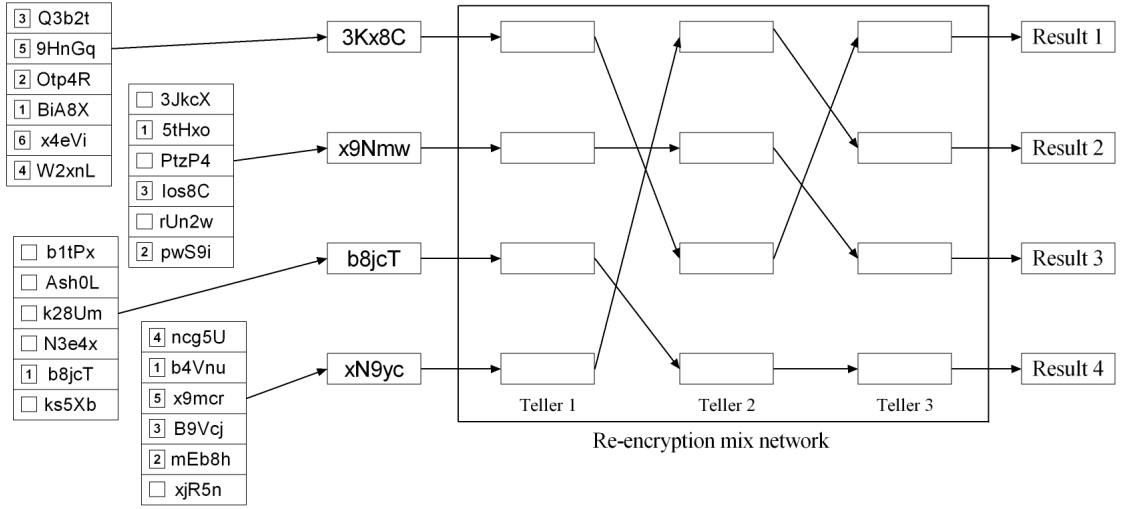 3 Q3b2t
5 9HnGq
2 Otp4R
1 BiA8X
6 x4eVi
4 W2xnL
3JkcX
1 5tHxo
PtzP4
3 Ios8C
rUn2w
2 pwS9i
b1tPx
Ash0L
k28Um
N3e4x
1 b8jcT
ks5Xb
4 ncg5U
1 b4Vnu
5 x9mcr
3 B9Vcj
2 mEb8h
xjR5n
3Kx8C
x9Nmw
b8jcT
xN9yc
Teller 1
Teller 2
Teller 3
Re-encryption mix network
Result 1
Result 2
Result 3
Result 4